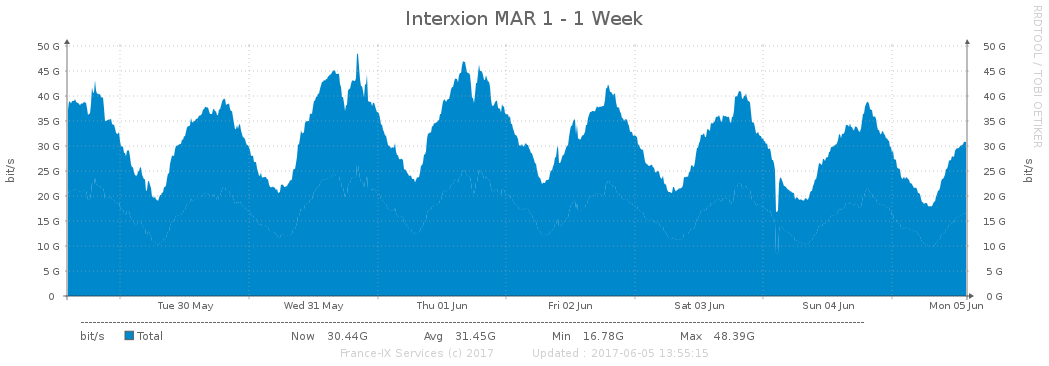 Interxion MAR 1 - 1 Week
RRDTOOL / TOBI OETIKER
bit/s
50 G 50 G
45 G 45 G
40 G 40 G
35 G 35 G
30 G 30 G
25 G 25 G
20 G 20 G
15 G 15 G
10 G 10 G
5 G 5 G
0 0 G
bit/s
Tue 30 May Wed 31 May Thu 01 Jun Fri 02 Jun Sat 03 Jun Sun 04 Jun Mon 05 Jun
bit/s Total Now 30.44G Avg 31.45G Min 16.78G Max 48.39G
France-IX Services (c) 2017 Updated : 2017-06-05 13:55:15